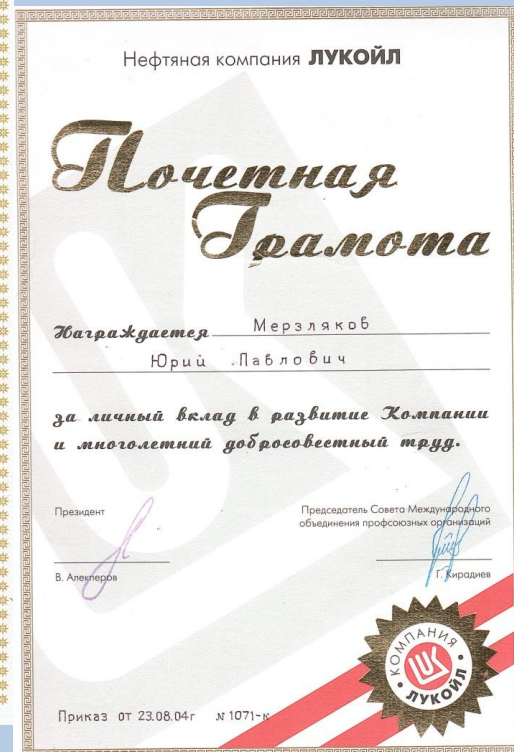 Нефтяная компания ЛУКОЙЛ
Почетная
Грамота
Награждается Мерзляков
Юрий Павлович
за личный вклад в развитие Компании
и многолетний добросовестный труд.
Президент
Председатель Совета Международного
объединения профсоюзных организаций
В. Алекперов
Г. Кирадиев
КОМПАНИЯ
ЛУКОЙЛ
Приказ от 23.08.04г № 1071-к